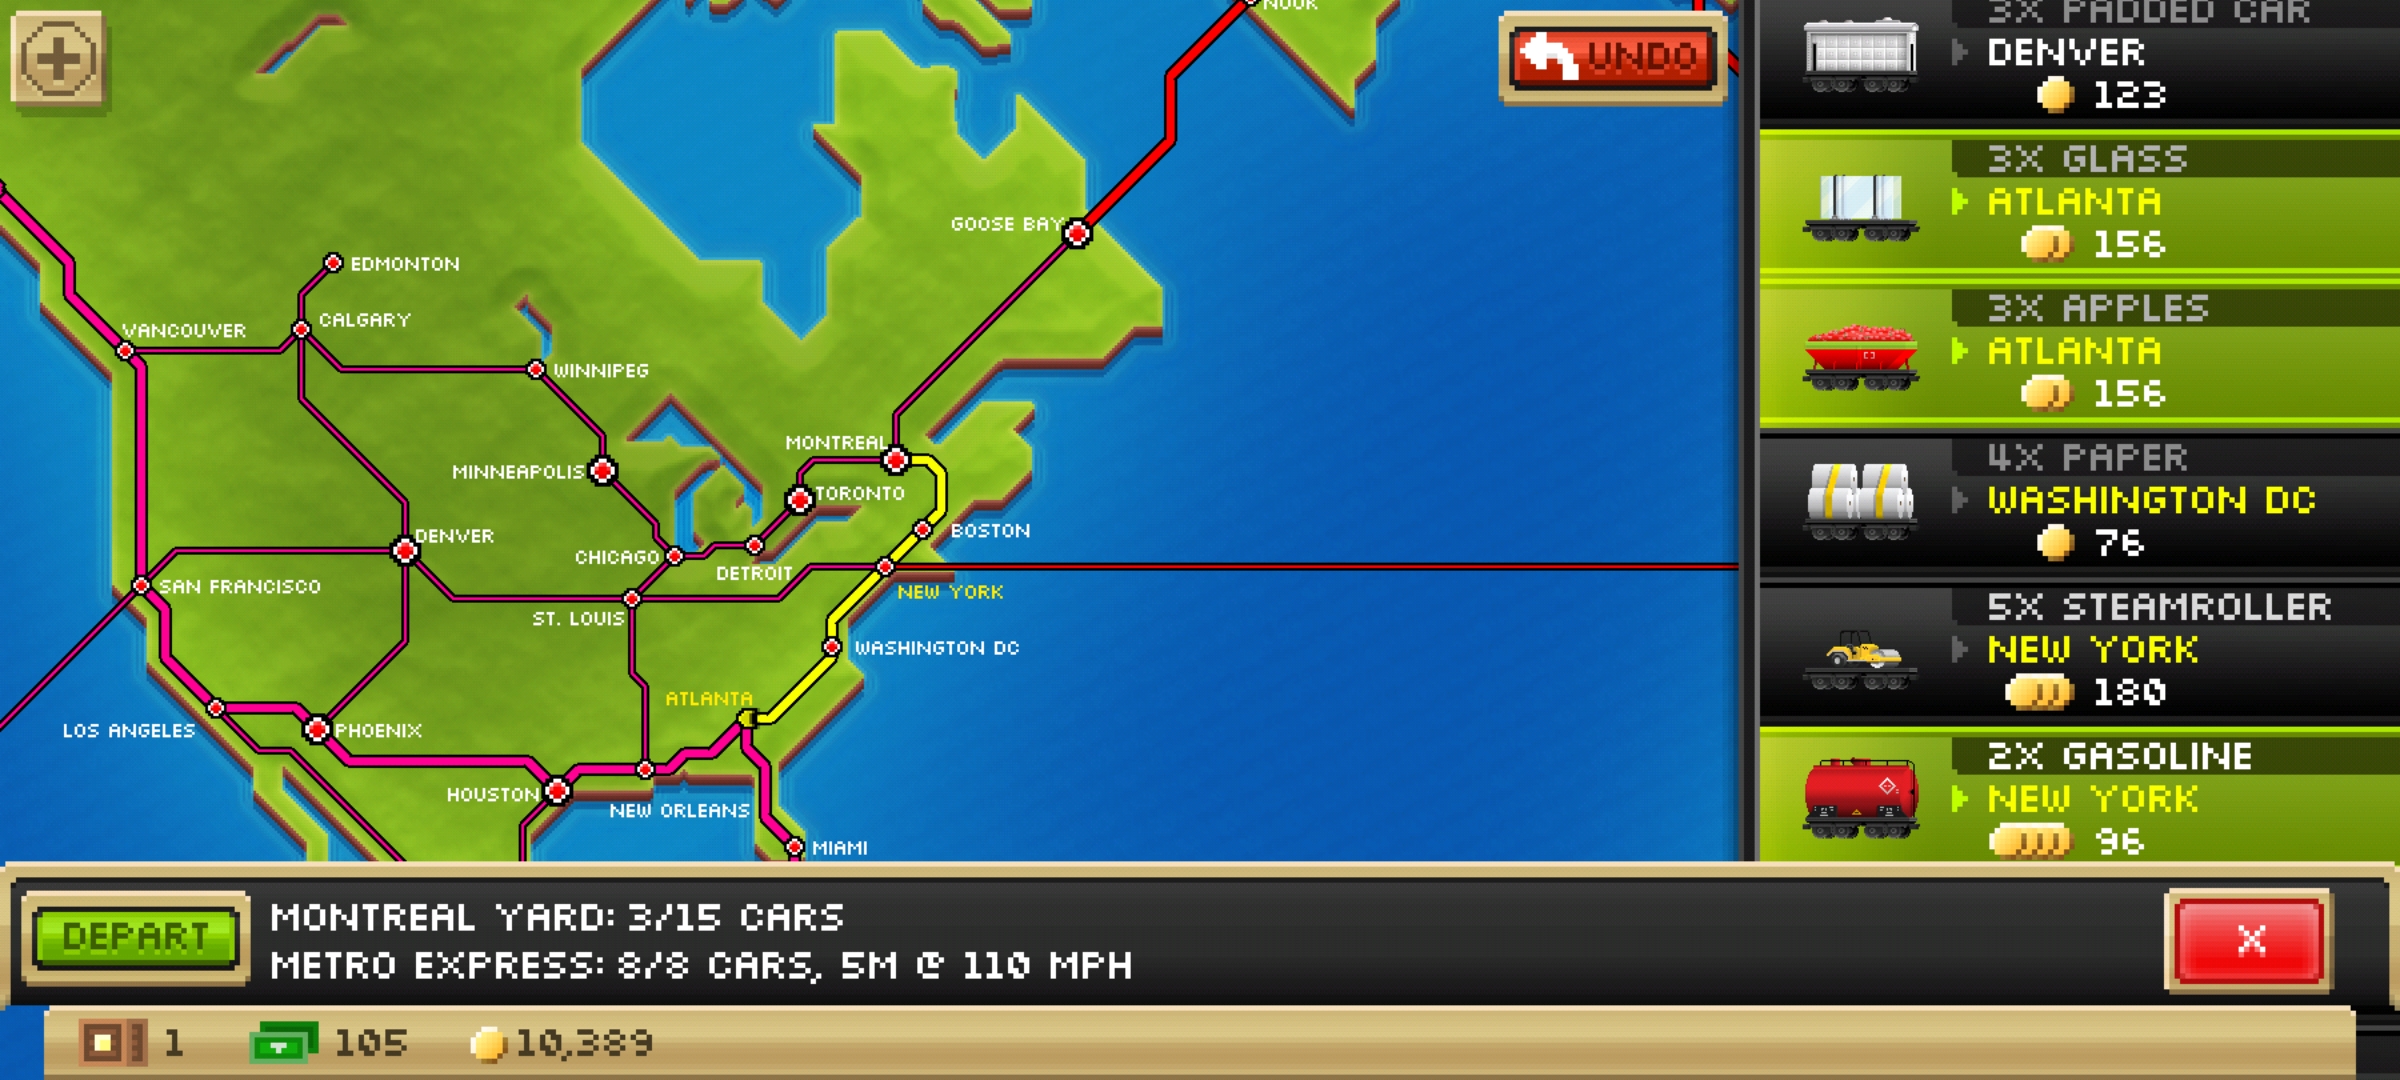 NUUK
UNDO
GOOSE BAY
EDMONTON
CALGARY
VANCOUVER
WINNIPEG
MONTREAL
MINNEAPOLIS
TORONTO
BOSTON
DENVER
CHICAGO
DETROIT
SAN FRANCISCO
NEW YORK
ST. LOUIS
WASHINGTON DC
ATLANTA
LOS ANGELES
PHOENIX
HOUSTON
NEW ORLEANS
MIAMI
3X PADDED CAR
DENVER
123
3X GLASS
ATLANTA
156
3X APPLES
ATLANTA
156
4X PAPER
WASHINGTON DC
76
5X STEAMROLLER
NEW YORK
180
2X GASOLINE
NEW YORK
96
DEPART
MONTREAL YARD: 3/15 CARS
METRO EXPRESS: 8/8 CARS, 5M @ 110 MPH
X
1
105
10,389